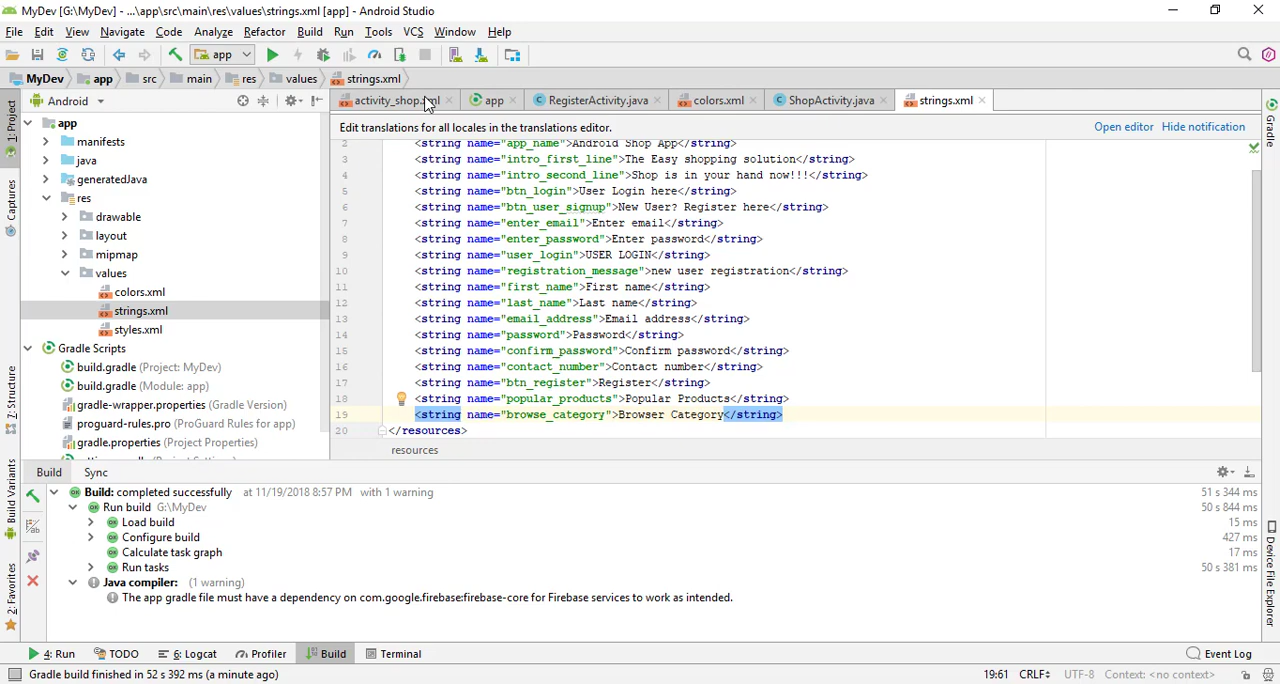 MyDev [G:\MyDev] - ...\app\src\main\res\values\strings.xml [app] - Android Studio
File Edit View Navigate Code Analyze Refactor Build Run Tools VCS Window Help
app
MyDev app src main res values strings.xml
1: Project
Captures
7: Structure
Build Variants
2: Favorites
Android
app
manifests
java
generatedJava
res
drawable
layout
mipmap
values
colors.xml
strings.xml
styles.xml
Gradle Scripts
build.gradle (Project: MyDev)
build.gradle (Module: app)
gradle-wrapper.properties (Gradle Version)
proguard-rules.pro (ProGuard Rules for app)
gradle.properties (Project Properties)
activity_shop.xml app RegisterActivity.java colors.xml ShopActivity.java strings.xml
Edit translations for all locales in the translations editor. Open editor Hide notification
2 <string name="app_name">Android Shop App</string>
3 <string name="intro_first_line">The Easy shopping solution</string>
4 <string name="intro_second_line">Shop is in your hand now!!!</string>
5 <string name="btn_login">User Login here</string>
6 <string name="btn_user_signup">New User? Register here</string>
7 <string name="enter_email">Enter email</string>
8 <string name="enter_password">Enter password</string>
9 <string name="user_login">USER LOGIN</string>
10 <string name="registration_message">new user registration</string>
11 <string name="first_name">First name</string>
12 <string name="last_name">Last name</string>
13 <string name="email_address">Email address</string>
14 <string name="password">Password</string>
15 <string name="confirm_password">Confirm password</string>
16 <string name="contact_number">Contact number</string>
17 <string name="btn_register">Register</string>
18 <string name="popular_products">Popular Products</string>
19 <string name="browse_category">Browser Category</string>
20 </resources>
resources
Gradle
Device File Explorer
Build Sync
Build: completed successfully at 11/19/2018 8:57 PM with 1 warning 51 s 344 ms
Run build G:\MyDev 50 s 844 ms
Load build 15 ms
Configure build 427 ms
Calculate task graph 17 ms
Run tasks 50 s 381 ms
Java compiler: (1 warning)
The app gradle file must have a dependency on com.google.firebase:firebase-core for Firebase services to work as intended.
4: Run TODO 6: Logcat Profiler Build Terminal Event Log
Gradle build finished in 52 s 392 ms (a minute ago) 19:61 CRLF UTF-8 Context: <no context>